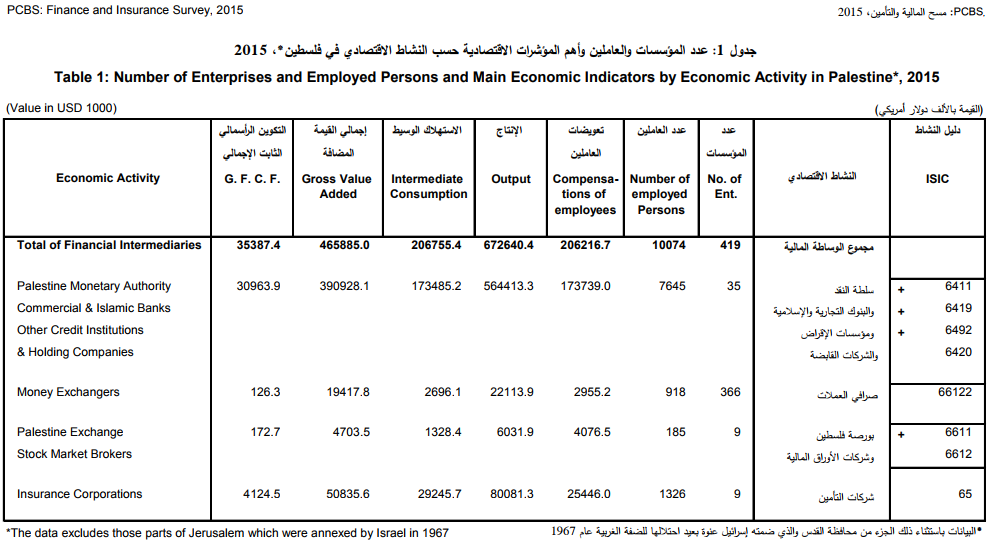 PCBS: Finance and Insurance Survey, 2015
PCBS: مسح المالية والتأمين، 2015
جدول 1: عدد المؤسسات والعاملين وأهم المؤشرات الاقتصادية حسب النشاط الاقتصادي في فلسطين*، 2015
Table 1: Number of Enterprises and Employed Persons and Main Economic Indicators by Economic Activity in Palestine*, 2015
(Value in USD 1000) (القيمة بالألف دولار أمريكي)
التكوين الرأسمالي إجمالي القيمة الاستهلاك الوسيط الإنتاج تعويضات عدد العاملين عدد دليل النشاط
الثابت الإجمالي المضافة العاملين المؤسسات
Economic Activity G. F. C. F. Gross Value Intermediate Output Compensa- Number of No. of النشاط الاقتصادي ISIC
Added Consumption tions of employed Ent.
employees Persons
Total of Financial Intermediaries 35387.4 465885.0 206755.4 672640.4 206216.7 10074 419 مجموع الوساطة المالية
Palestine Monetary Authority 30963.9 390928.1 173485.2 564413.3 173739.0 7645 35 سلطة النقد + 6411
Commercial & Islamic Banks والبنوك التجارية والإسلامية + 6419
Other Credit Institutions ومؤسسات الإقراض + 6492
& Holding Companies والشركات القابضة 6420
Money Exchangers 126.3 19417.8 2696.1 22113.9 2955.2 918 366 صرافي العملات 66122
Palestine Exchange 172.7 4703.5 1328.4 6031.9 4076.5 185 9 بورصة فلسطين + 6611
Stock Market Brokers وشركات الأوراق المالية 6612
Insurance Corporations 4124.5 50835.6 29245.7 80081.3 25446.0 1326 9 شركات التأمين 65
*The data excludes those parts of Jerusalem which were annexed by Israel in 1967
*البيانات باستثناء ذلك الجزء من محافظة القدس والذي ضمته إسرائيل عنوة بعيد احتلالها للضفة الغربية عام 1967